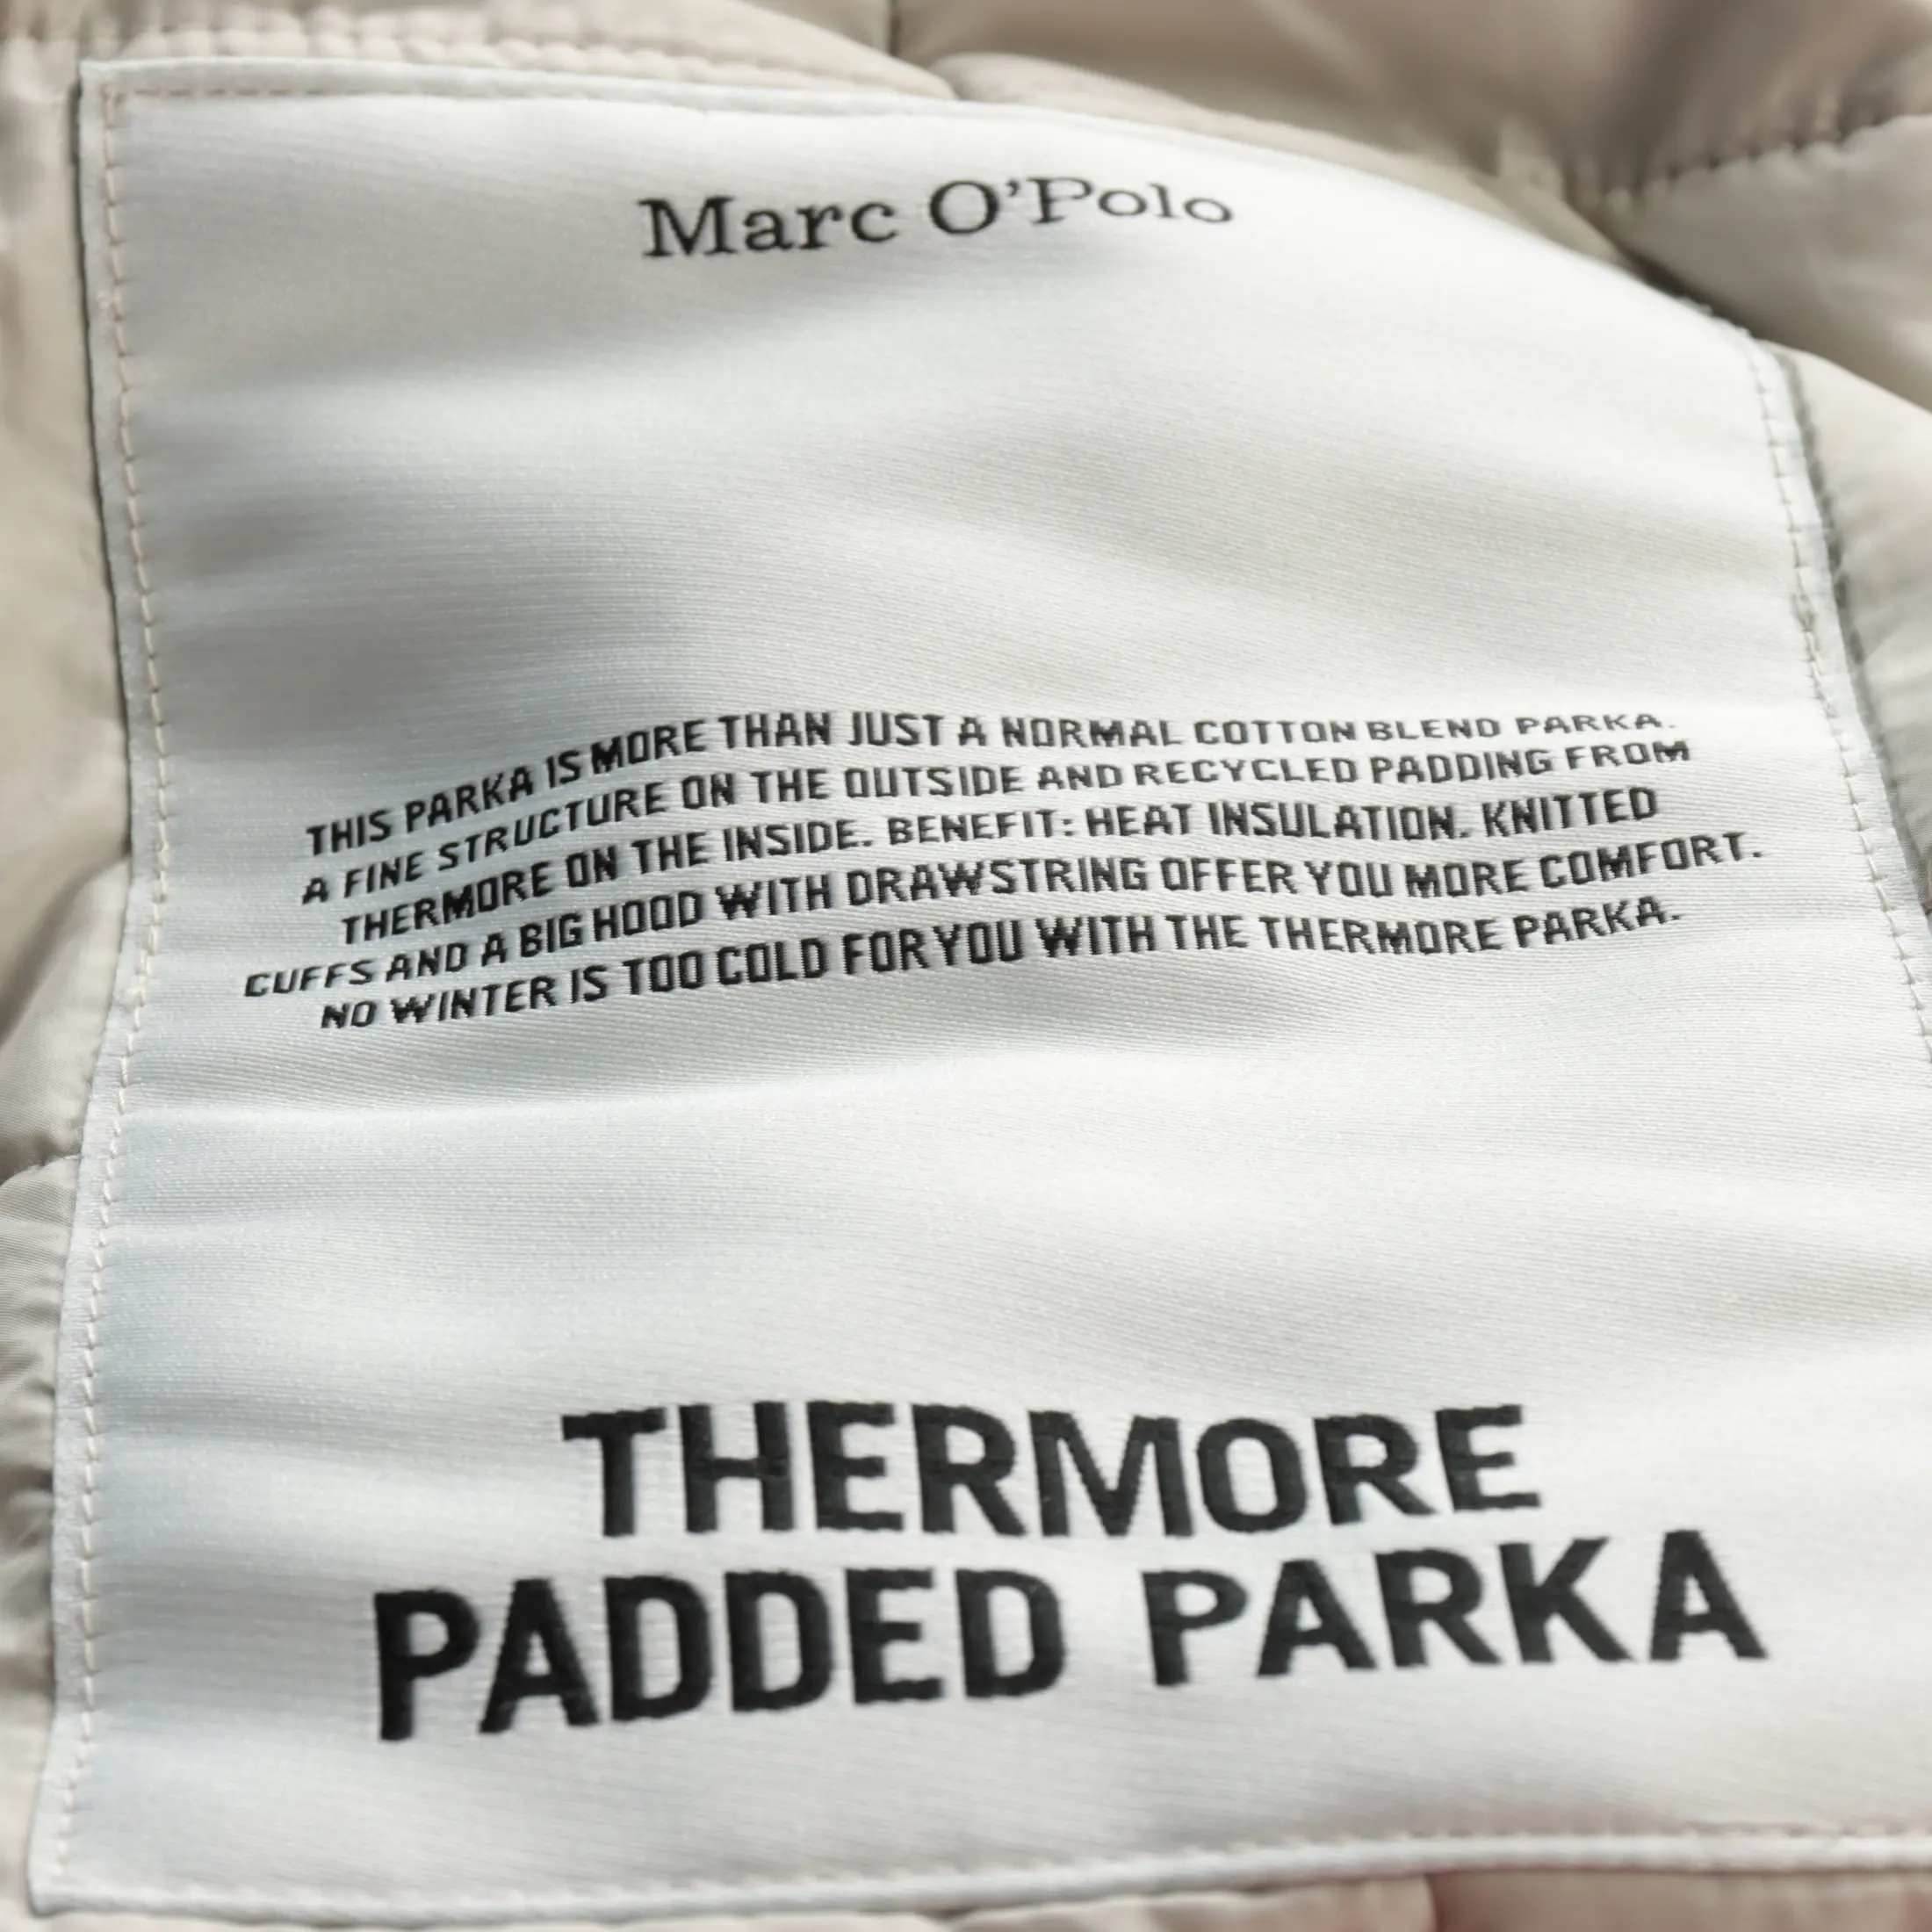 Marc O'Polo
THIS PARKA IS MORE THAN JUST A NORMAL COTTON BLEND PARKA.
A FINE STRUCTURE ON THE OUTSIDE AND RECYCLED PADDING FROM
THERMORE ON THE INSIDE. BENEFIT: HEAT INSULATION. KNITTED
CUFFS AND A BIG HOOD WITH DRAWSTRING OFFER YOU MORE COMFORT.
NO WINTER IS TOO COLD FOR YOU WITH THE THERMORE PARKA.
THERMORE
PADDED PARKA